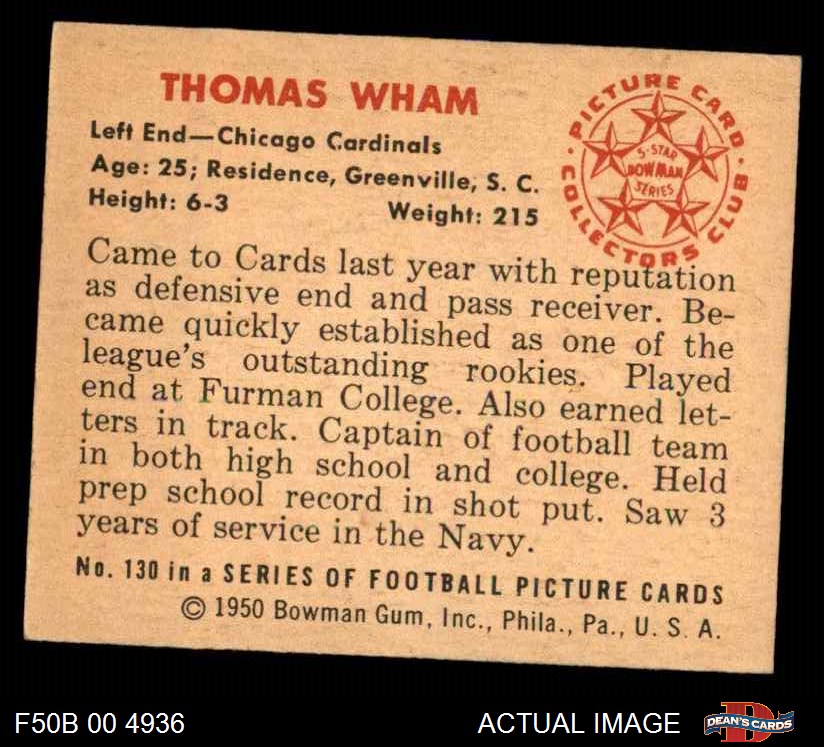 THOMAS WHAM
Left End—Chicago Cardinals
Age: 25; Residence, Greenville, S. C.
Height: 6-3 Weight: 215
PICTURE CARD
COLLECTORS CLUB
5-STAR
BOWMAN
SERIES
Came to Cards last year with reputation
as defensive end and pass receiver. Be-
came quickly established as one of the
league's outstanding rookies. Played
end at Furman College. Also earned let-
ters in track. Captain of football team
in both high school and college. Held
prep school record in shot put. Saw 3
years of service in the Navy.
No. 130 in a SERIES OF FOOTBALL PICTURE CARDS
© 1950 Bowman Gum, Inc., Phila., Pa., U. S. A.
F50B 00 4936
ACTUAL IMAGE
D
DEAN'S CARDS